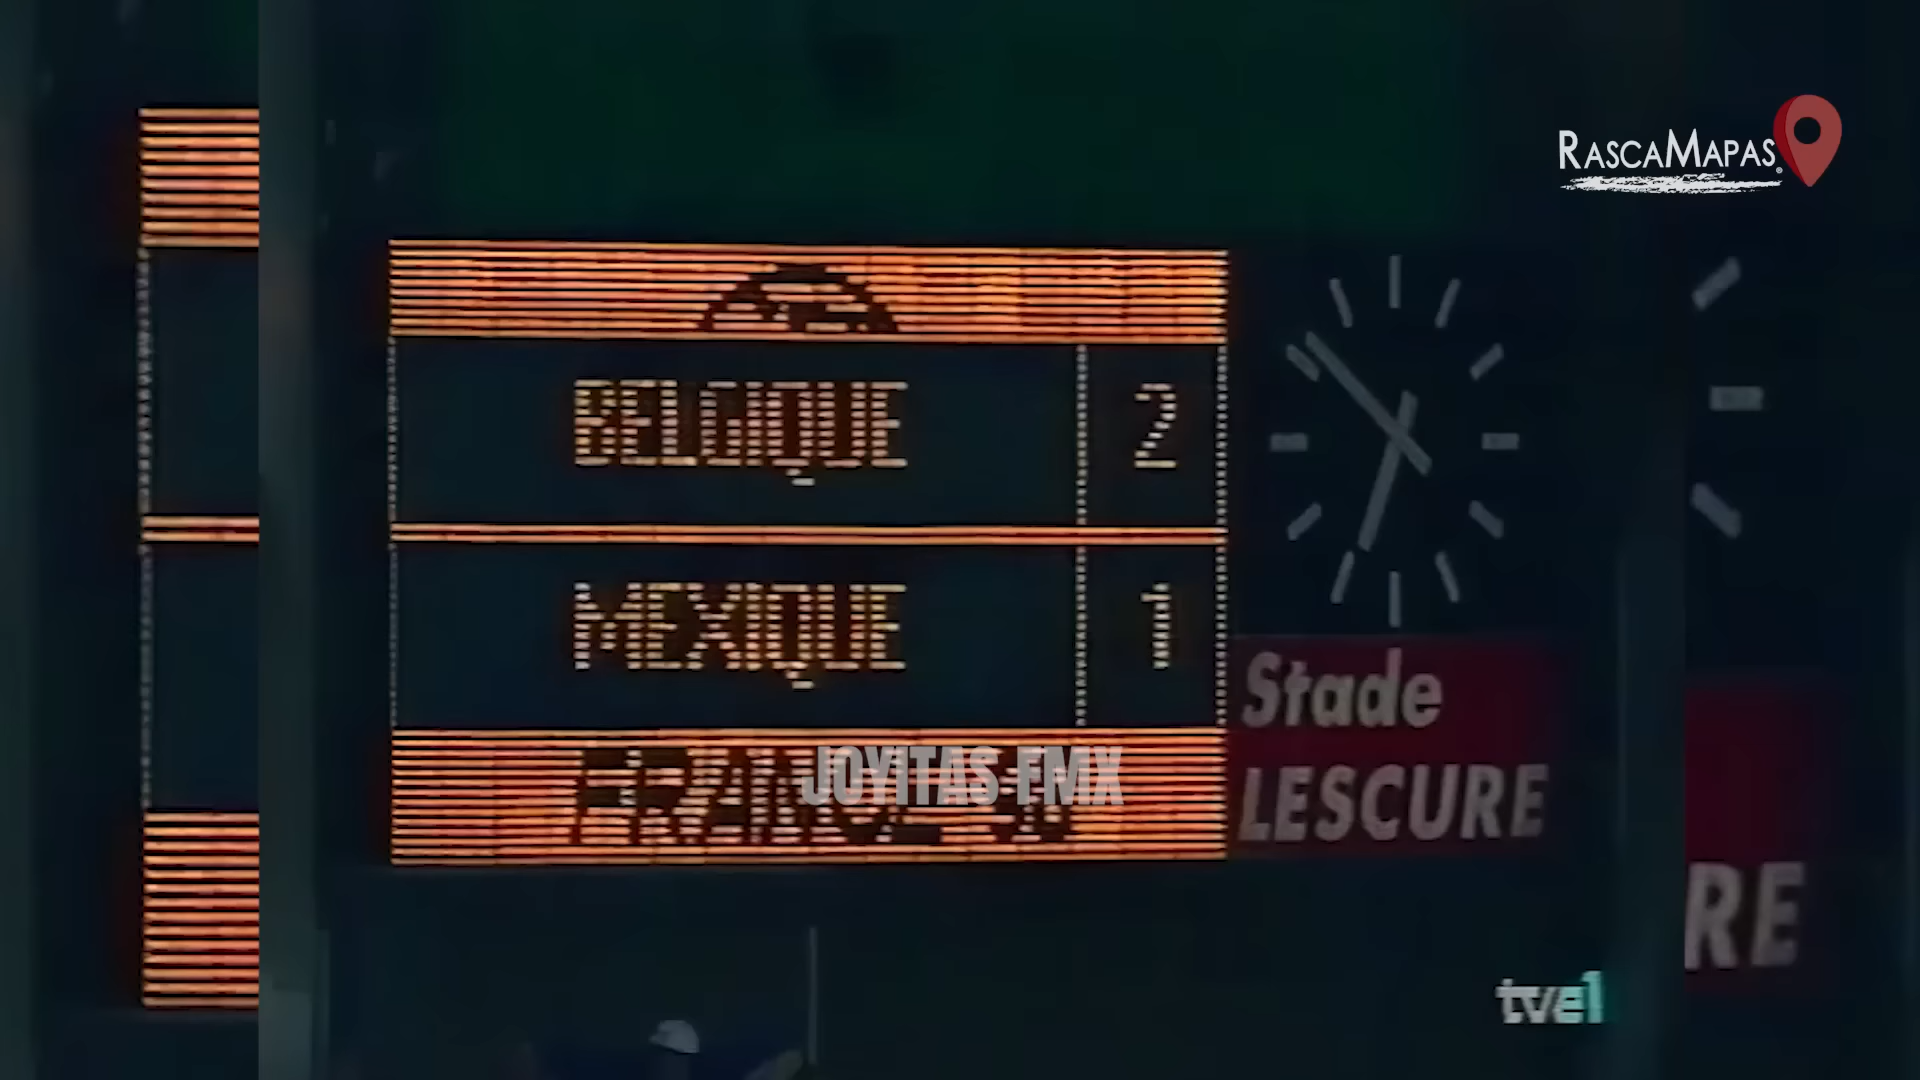 RASCAMAPAS®
BELGIQUE 2
MEXIQUE 1
Stade
LESCURE
JOYITAS FMX
RE
tve1